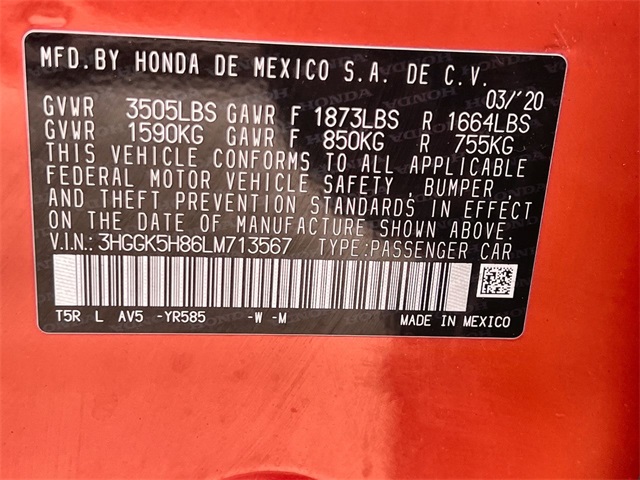 MFD.BY HONDA DE MEXICO S.A. DE C.V.
03/'20
GVWR 3505LBS GAWR F 1873LBS R 1664LBS
GVWR 1590KG GAWR F 850KG R 755KG
THIS VEHICLE CONFORMS TO ALL APPLICABLE
FEDERAL MOTOR VEHICLE SAFETY , BUMPER ,
AND THEFT PREVENTION STANDARDS IN EFFECT
ON THE DATE OF MANUFACTURE SHOWN ABOVE.
V.I.N.: 3HGGK5H86LM713567 TYPE:PASSENGER CAR
T5R L AV5 -YR585 -W -M MADE IN MEXICO